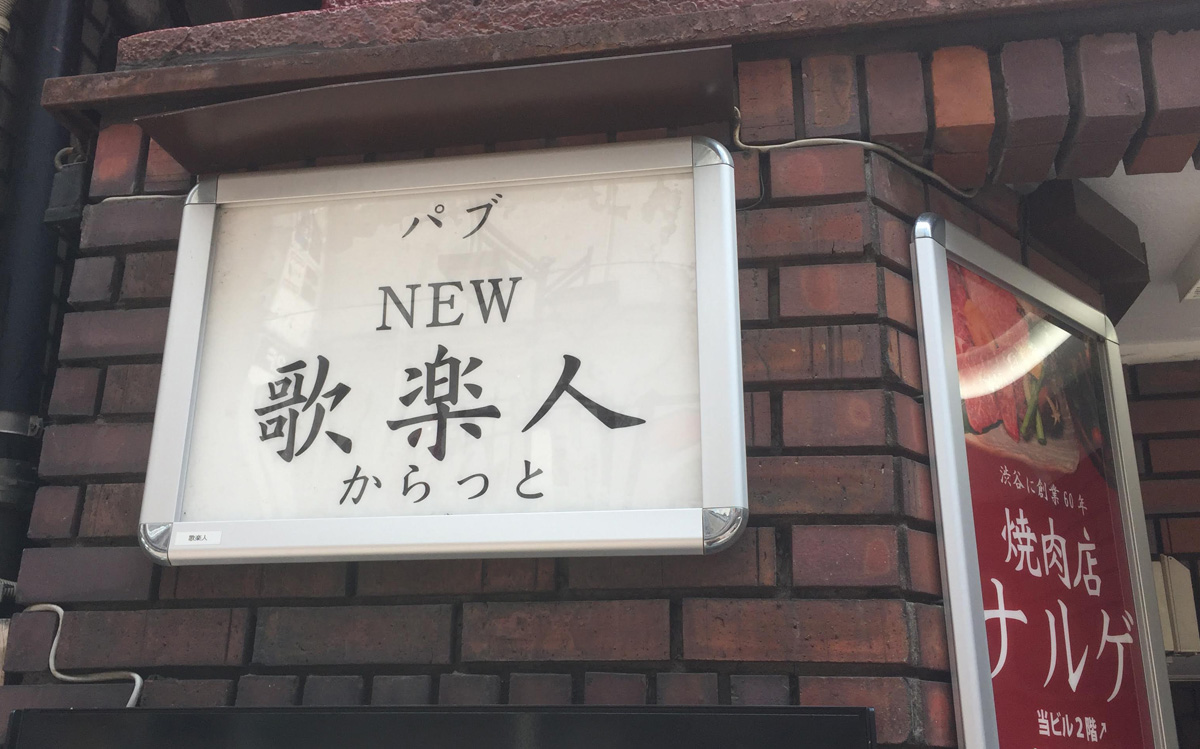 パブ
NEW
歌楽人
からっと
歌楽人
渋谷に創業60年
焼肉店
ナルゲ
当ビル2階↗